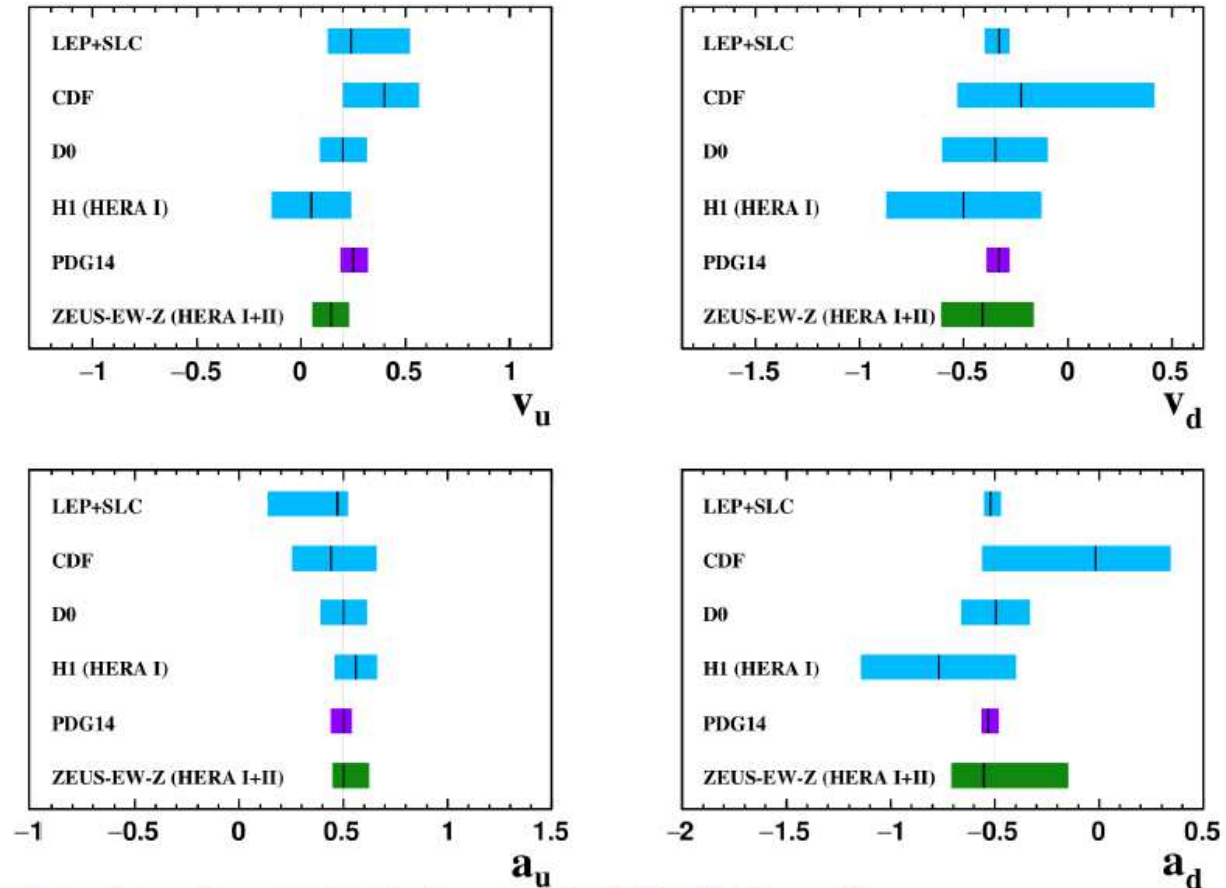 LEP+SLC
CDF
D0
H1 (HERA I)
PDG14
ZEUS-EW-Z (HERA I+II)
−1 −0.5 0 0.5 1
v_u
LEP+SLC
CDF
D0
H1 (HERA I)
PDG14
ZEUS-EW-Z (HERA I+II)
−1.5 −1 −0.5 0 0.5
v_d
LEP+SLC
CDF
D0
H1 (HERA I)
PDG14
ZEUS-EW-Z (HERA I+II)
−1 −0.5 0 0.5 1 1.5
a_u
LEP+SLC
CDF
D0
H1 (HERA I)
PDG14
ZEUS-EW-Z (HERA I+II)
−2 −1.5 −1 −0.5 0 0.5
a_d